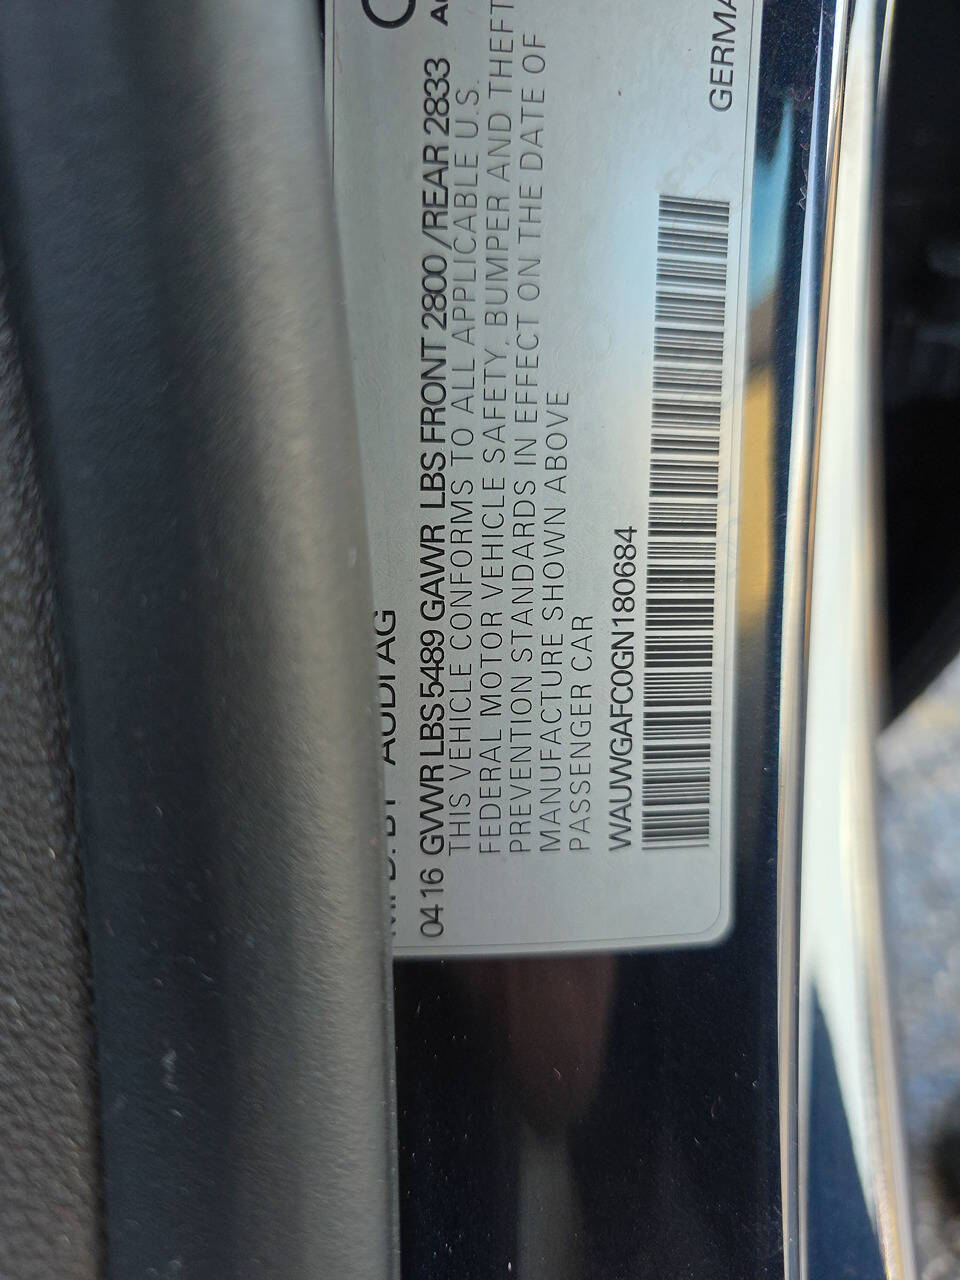 MFD. BY AUDI AG
04 16 GVWR LBS 5489 GAWR LBS FRONT 2800 /REAR 2833
THIS VEHICLE CONFORMS TO ALL APPLICABLE U.S.
FEDERAL MOTOR VEHICLE SAFETY, BUMPER AND THEFT
PREVENTION STANDARDS IN EFFECT ON THE DATE OF
MANUFACTURE SHOWN ABOVE
PASSENGER CAR
WAUWGAFC0GN180684
GERMA